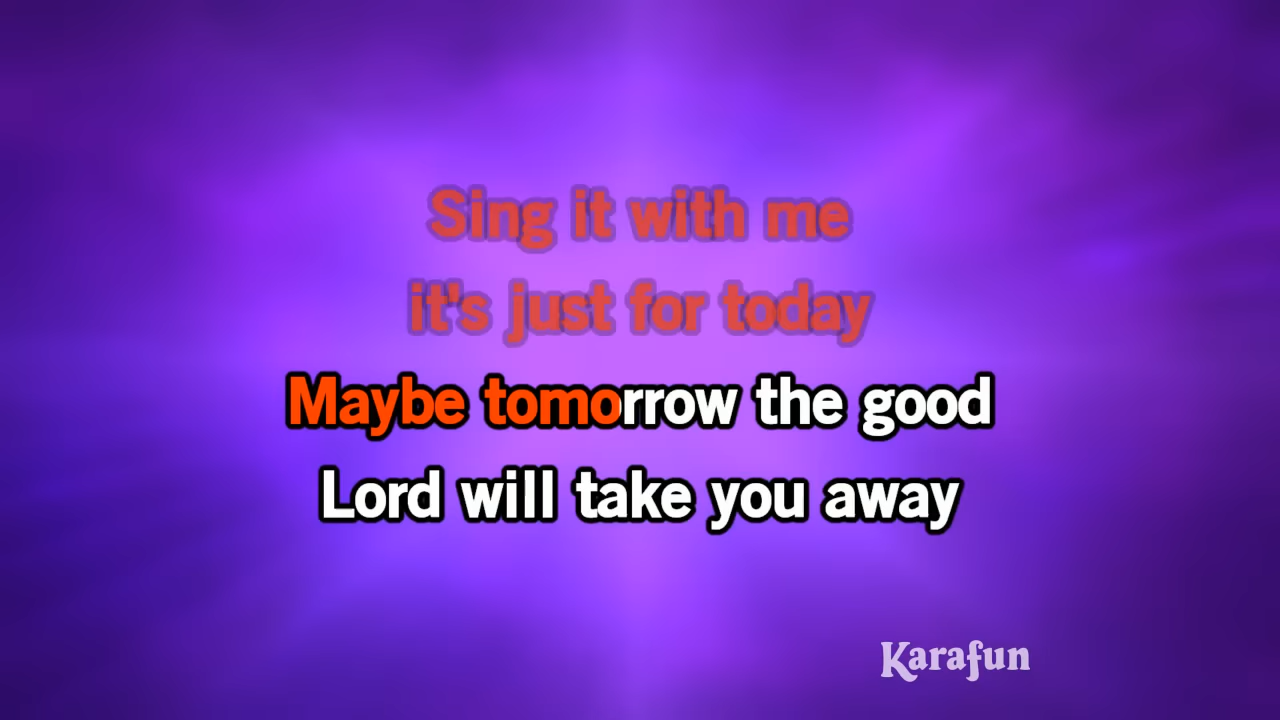 Sing it with me
it's just for today
Maybe tomorrow the good
Lord will take you away
Karafun